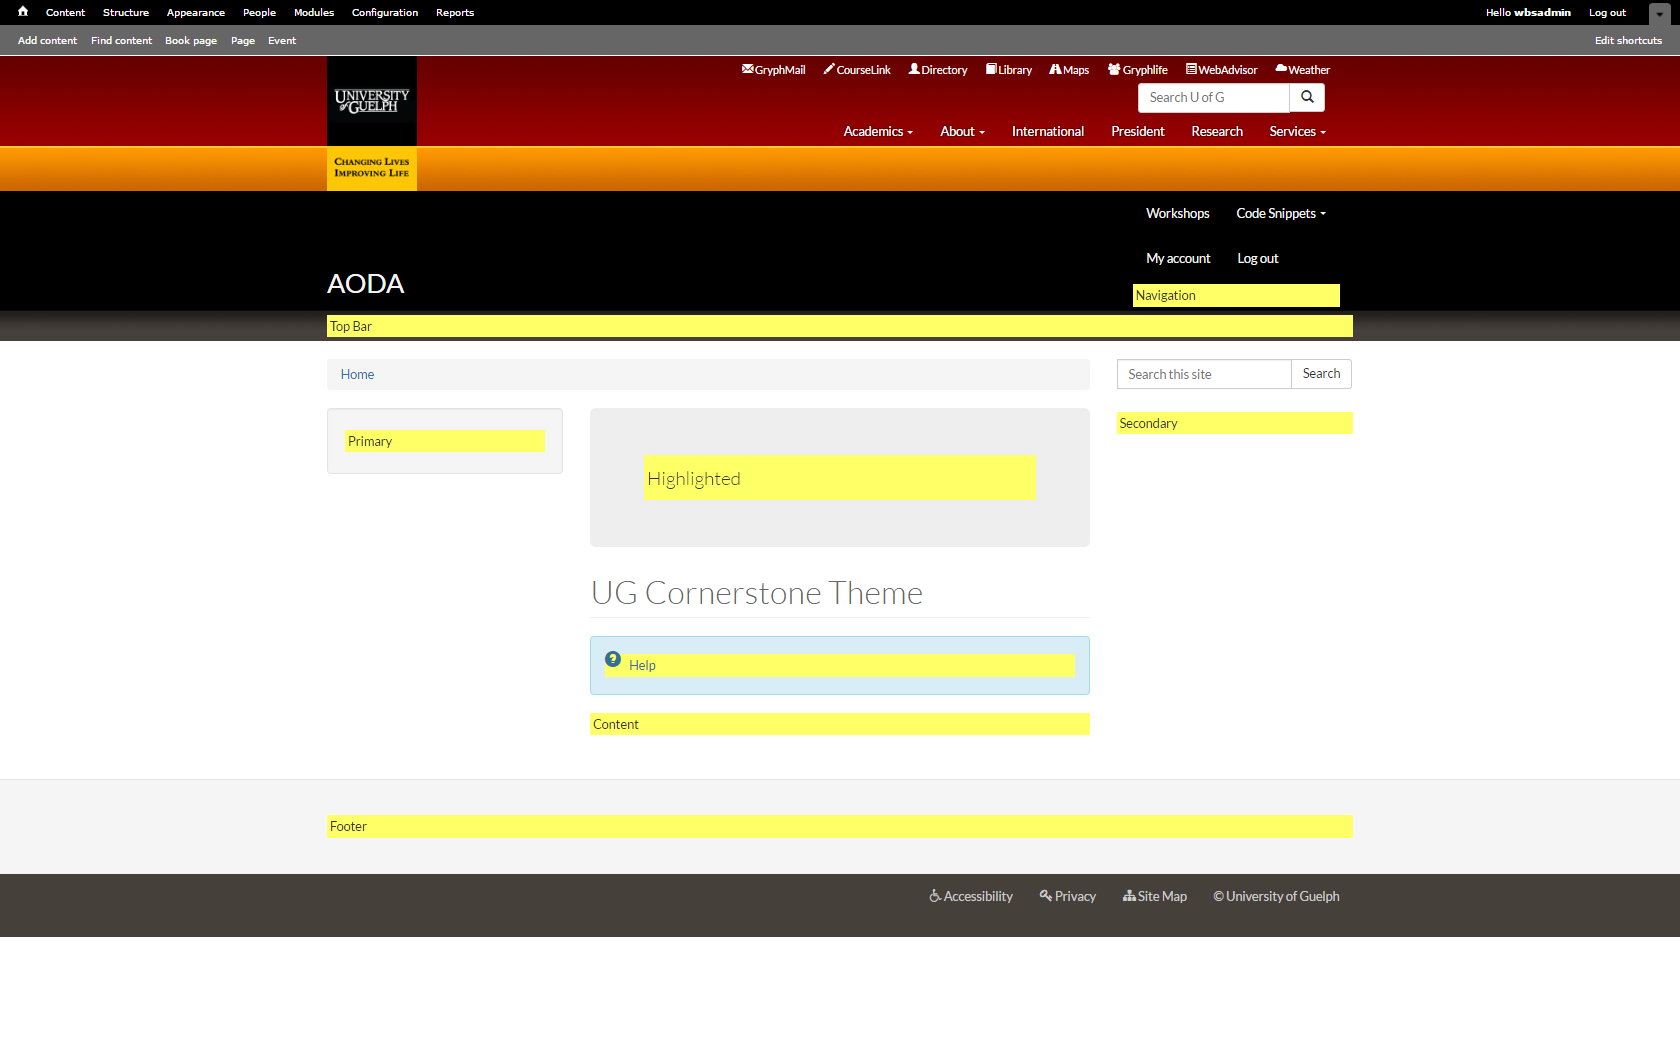 Content Structure Appearance People Modules Configuration Reports Hello wbsadmin Log out
Add content Find content Book page Page Event Edit shortcuts
GryphMail CourseLink Directory Library Maps Gryphlife WebAdvisor Weather
UNIVERSITY
of GUELPH
Search U of G
Academics About International President Research Services
CHANGING LIVES
IMPROVING LIFE
Workshops Code Snippets
My account Log out
AODA
Navigation
Top Bar
Home
Search this site Search
Primary
Secondary
Highlighted
UG Cornerstone Theme
? Help
Content
Footer
Accessibility Privacy Site Map © University of Guelph